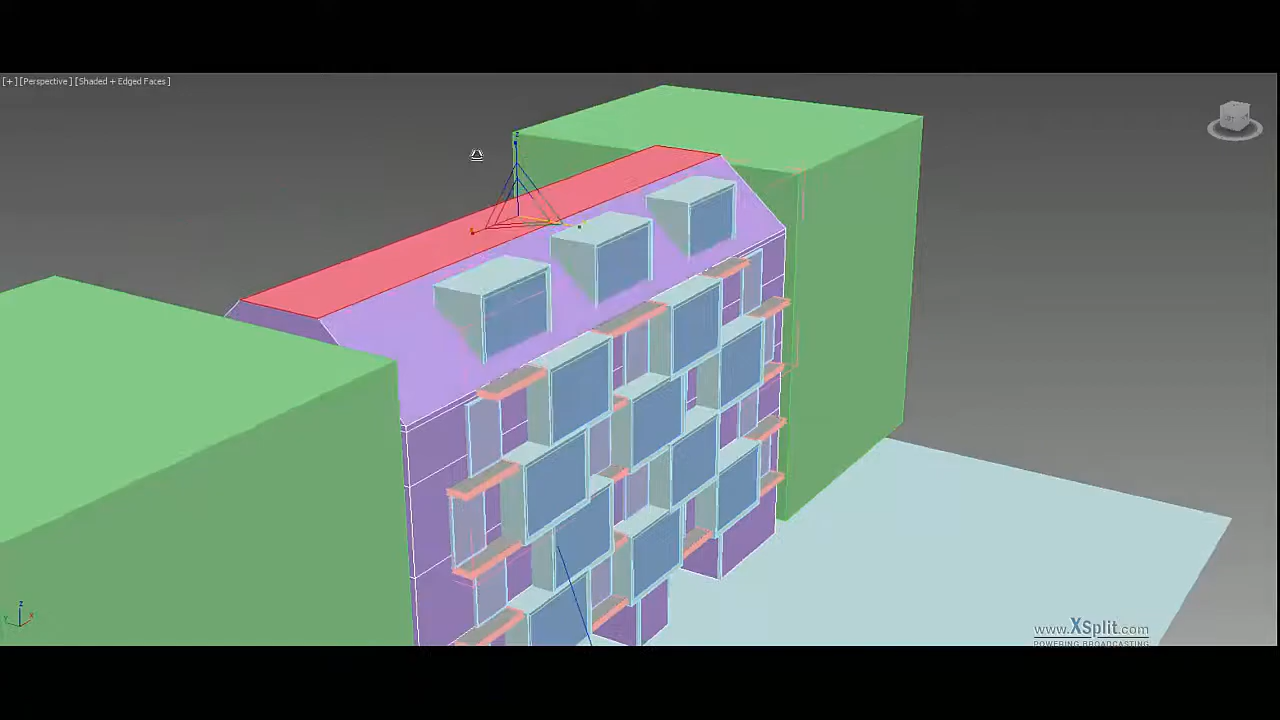 [+] [Perspective] [Shaded + Edged Faces]
www.XSplit.com
POWERING BROADCASTING